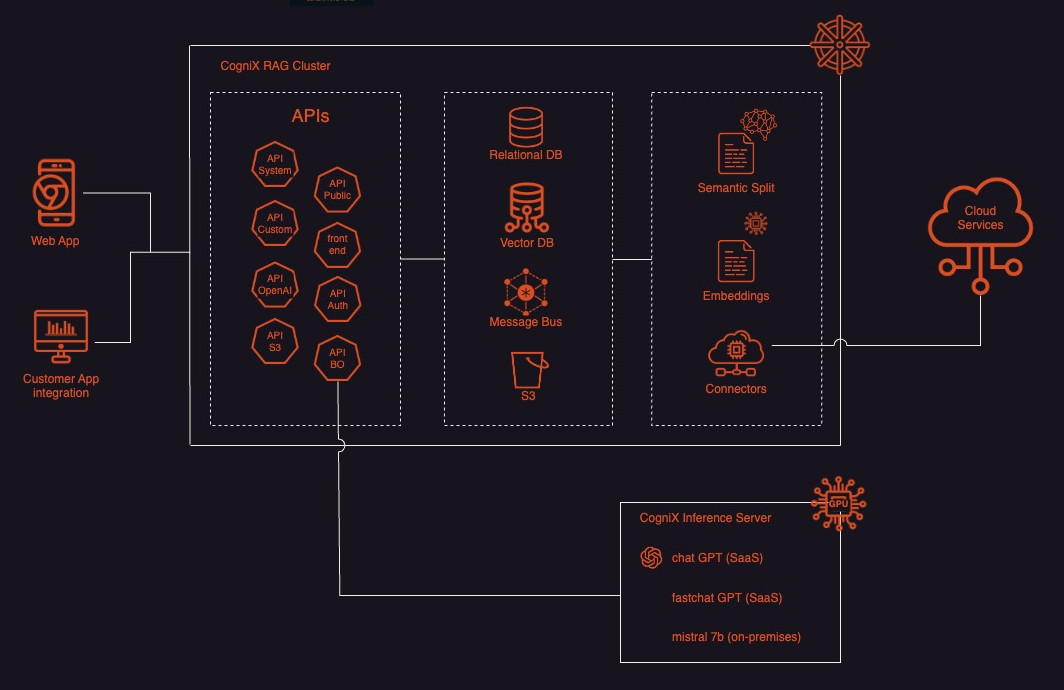 CogniX RAG Cluster
APIs
API
System
API
Public
API
Custom
front
end
API
OpenAI
API
Auth
API
S3
API
BO
Relational DB
Vector DB
Message Bus
S3
Semantic Split
Embeddings
Connectors
Web App
Customer App
integration
Cloud
Services
GPU
CogniX Inference Server
chat GPT (SaaS)
fastchat GPT (SaaS)
mistral 7b (on-premises)